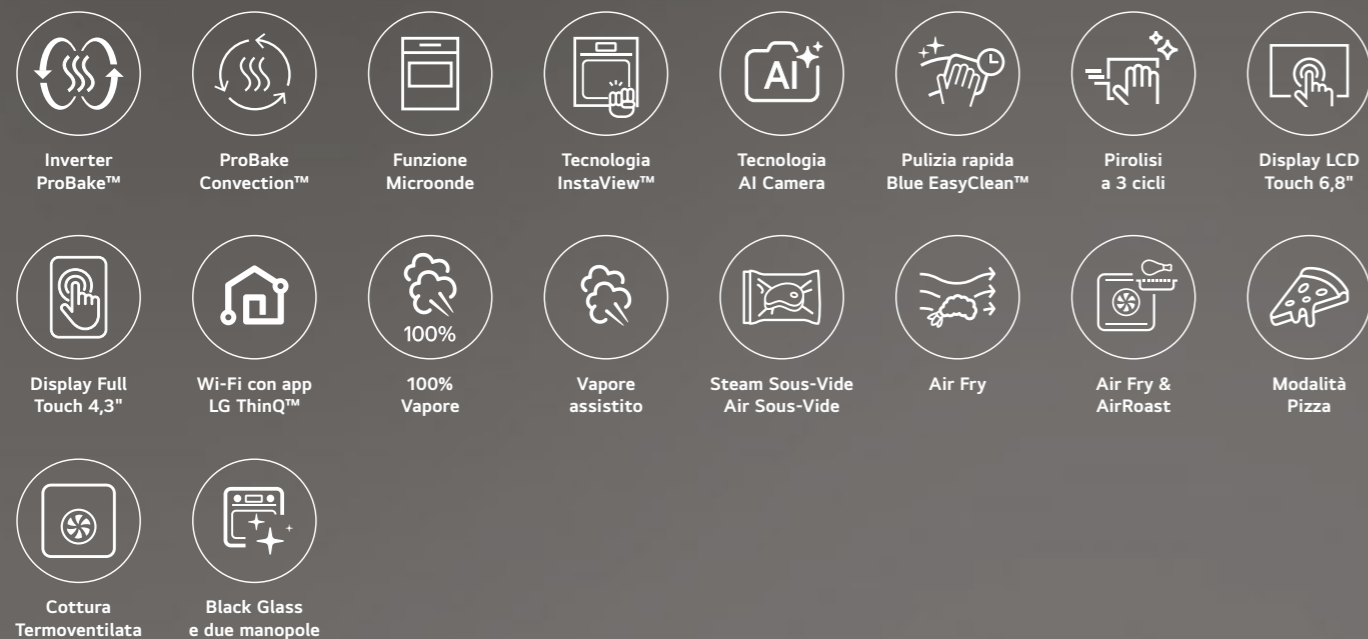 Inverter
ProBake™
ProBake
Convection™
Funzione
Microonde
Tecnologia
InstaView™
AI
Tecnologia
AI Camera
Pulizia rapida
Blue EasyClean™
Pirolisi
a 3 cicli
Display LCD
Touch 6,8"
Display Full
Touch 4,3"
Wi-Fi con app
LG ThinQ™
100%
100%
Vapore
Vapore
assistito
Steam Sous-Vide
Air Sous-Vide
Air Fry
Air Fry &
AirRoast
Modalità
Pizza
Cottura
Termoventilata
Black Glass
e due manopole